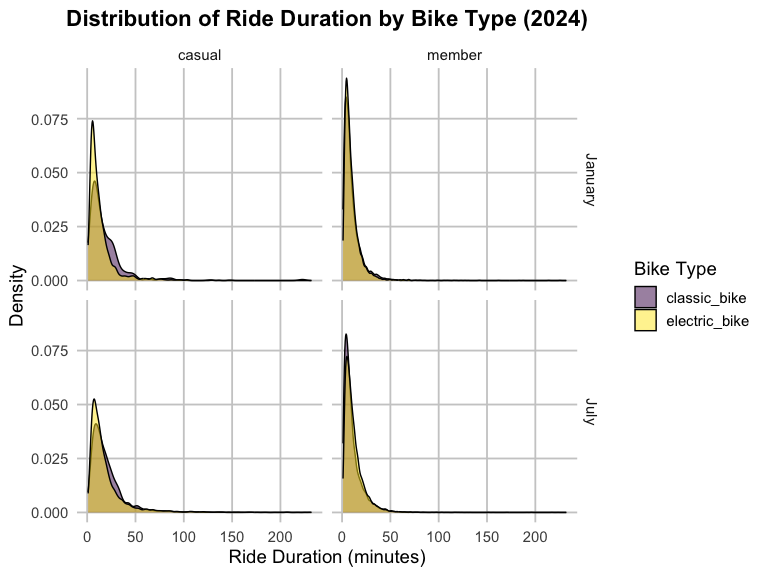 Distribution of Ride Duration by Bike Type (2024)
casual
member
0.075
0.050
0.025
0.000
January
Density
0.075
0.050
0.025
0.000
July
0
50
100
150
200
0
50
100
150
200
Ride Duration (minutes)
Bike Type
classic_bike
electric_bike